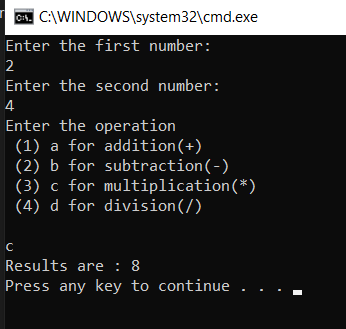 C:\WINDOWS\system32\cmd.exe
Enter the first number:
2
Enter the second number:
4
Enter the operation
(1) a for addition(+)
(2) b for subtraction(-)
(3) c for multiplication(*)
(4) d for division(/)
c
Results are : 8
Press any key to continue . . .